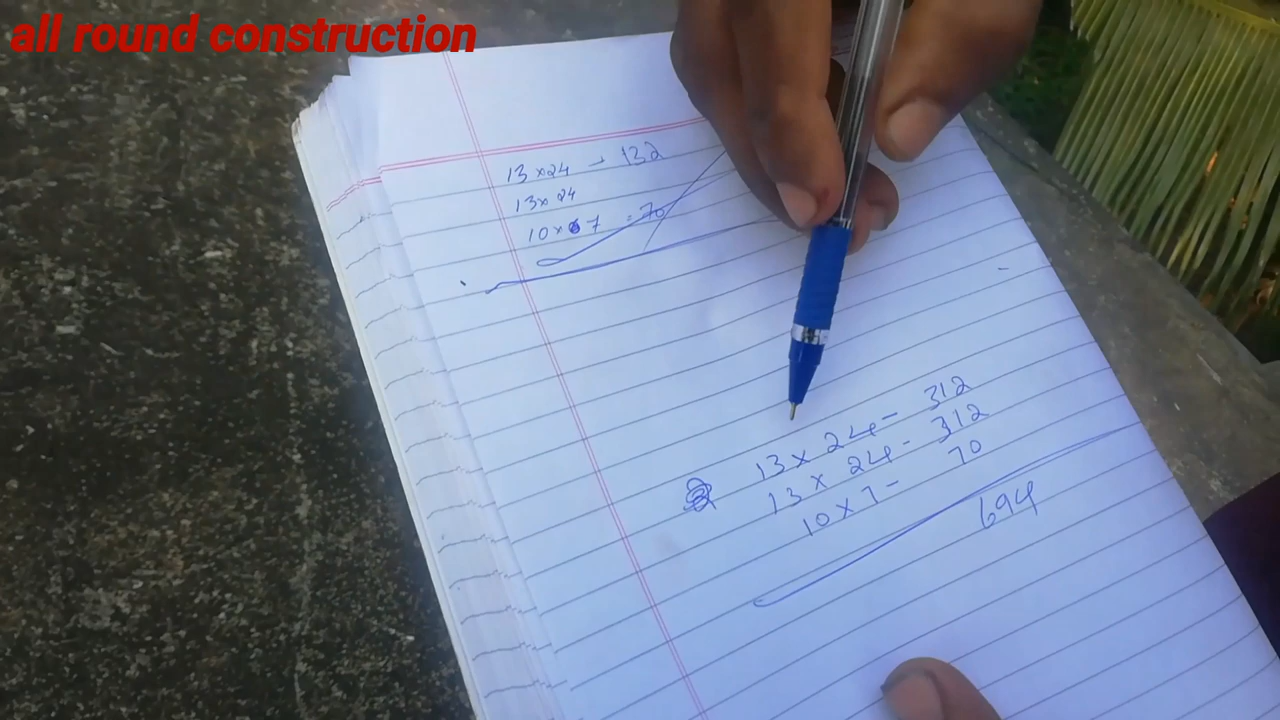 all round construction
13 x 24 → 132
13 x 24
10 x 7 = 70
13 x 24 - 312
13 x 24 - 312
10 x 7 - 70
694